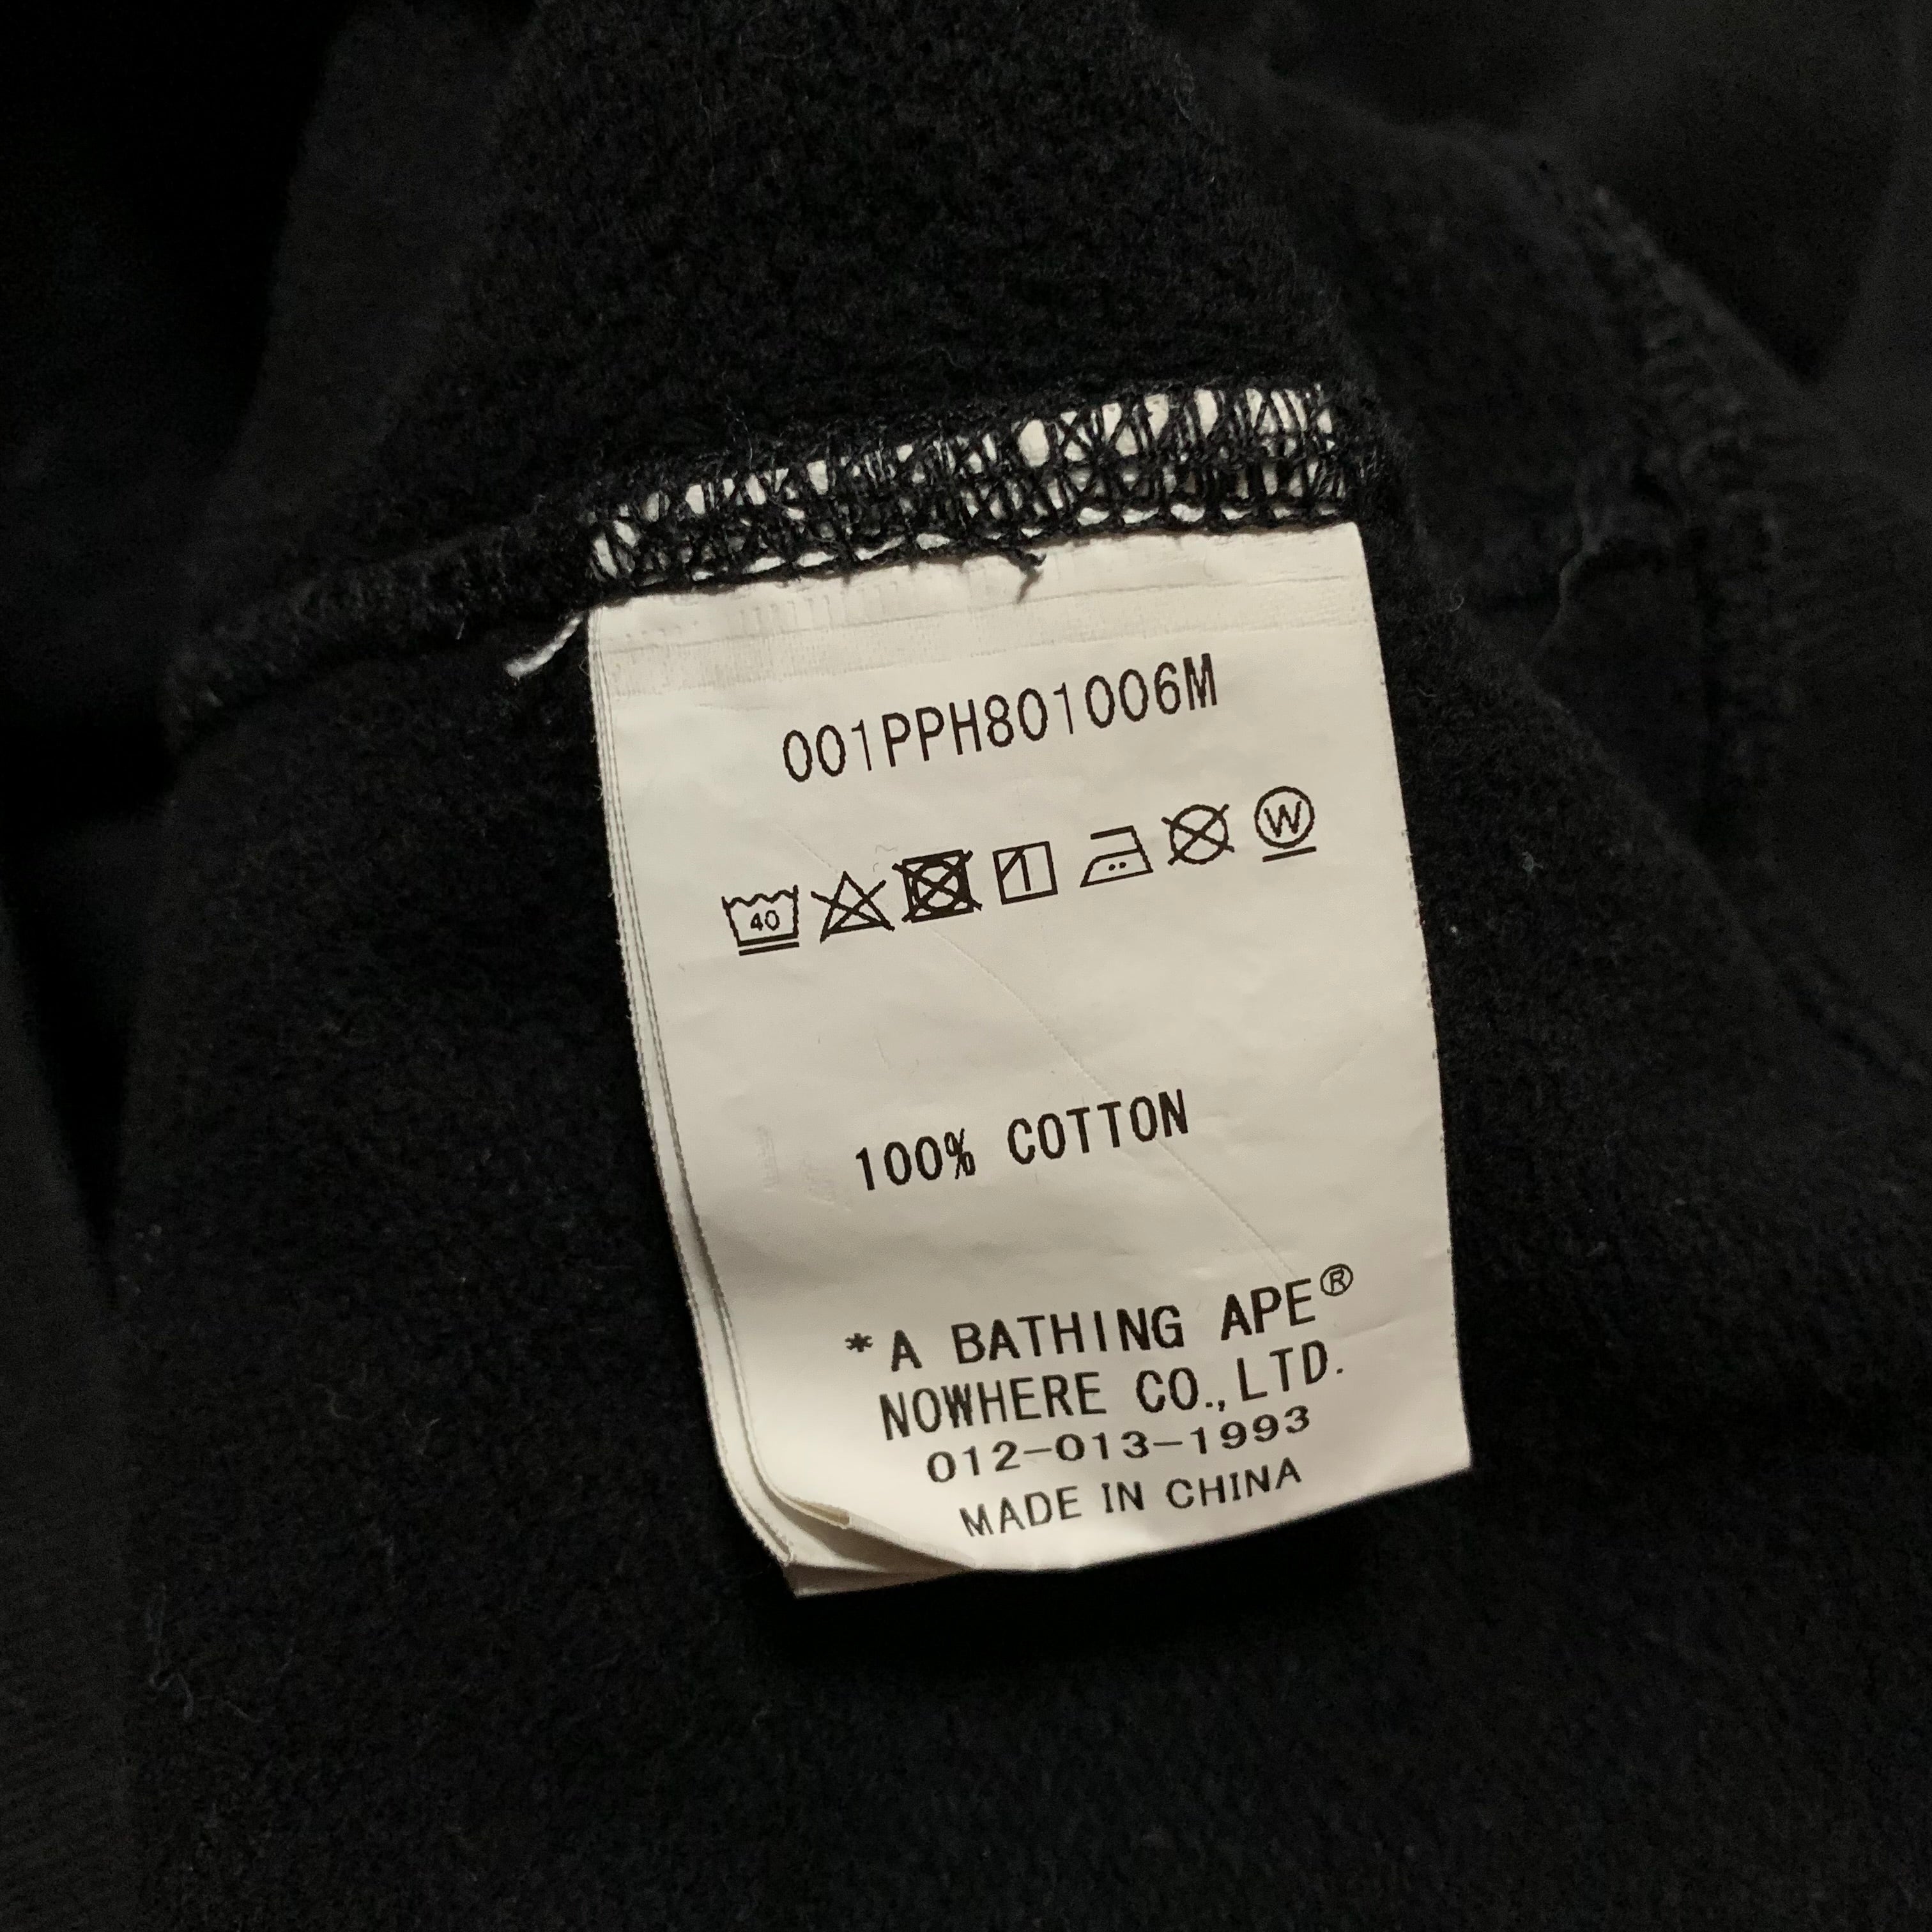 001PPH801006M
40 W
100% COTTON
*A BATHING APE®
NOWHERE CO., LTD.
012-013-1993
MADE IN CHINA